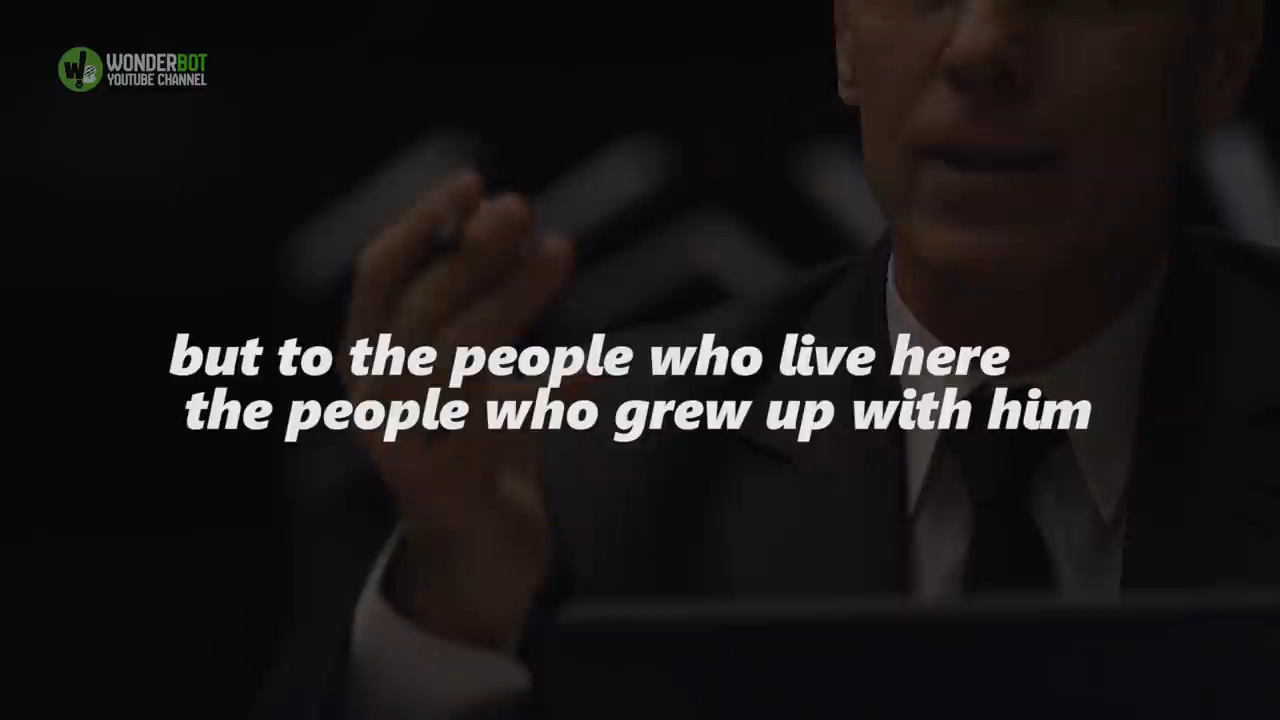 WONDERBOT
YOUTUBE CHANNEL
but to the people who live here
the people who grew up with him